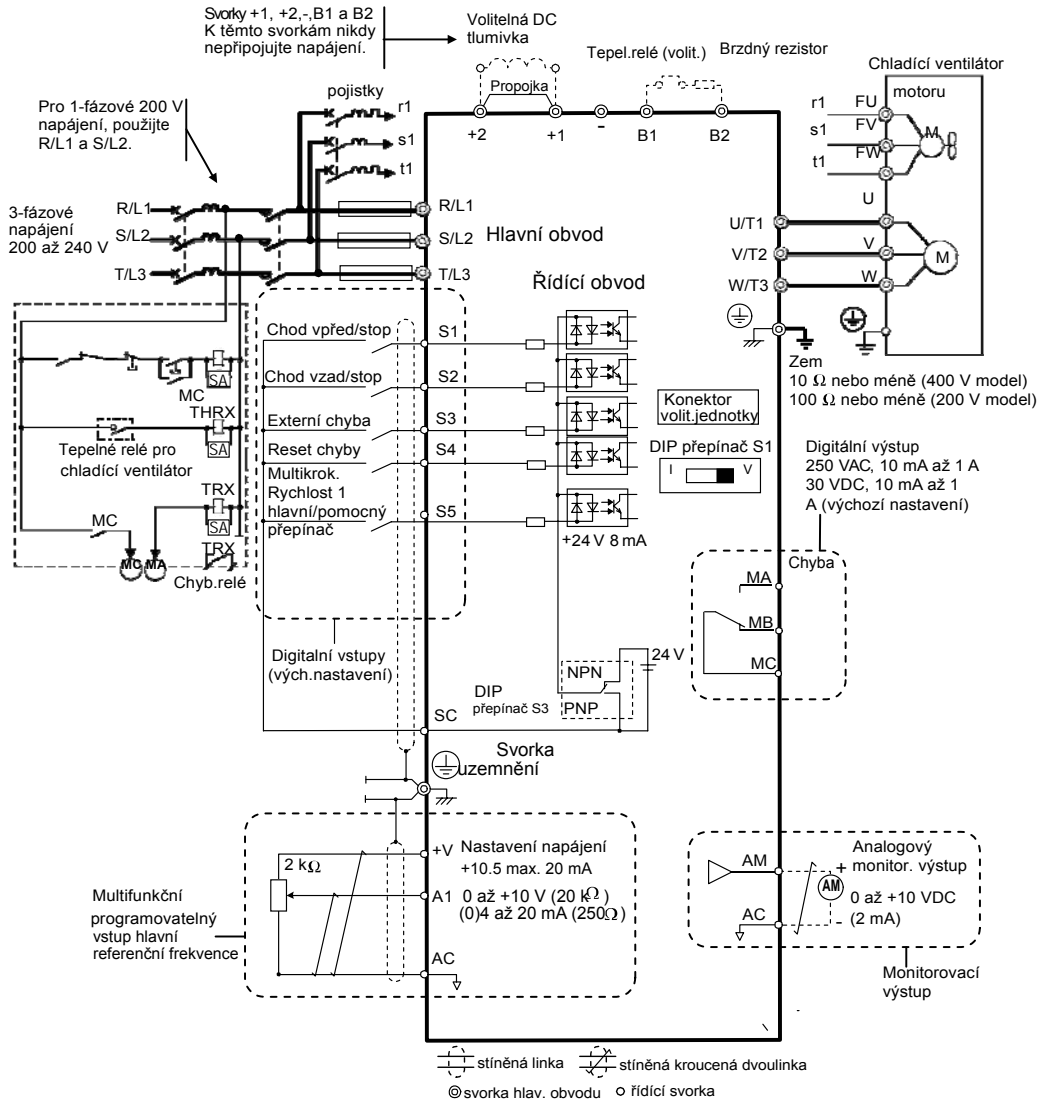 Svorky +1, +2,-,B1 a B2
K těmto svorkám nikdy
nepřipojujte napájení.
Volitelná DC
tlumivka
Tepel.relé (volit.)
Brzdný rezistor
Chladící ventilátor
motoru
Propojka
pojistky
r1
s1
t1
+2
+1
-
B1
B2
r1
s1
t1
FU
FV
FW
M
Pro 1-fázové 200 V
napájení, použijte
R/L1 a S/L2.
3-fázové
napájení
200 až 240 V
R/L1
S/L2
T/L3
R/L1
S/L2
T/L3
Hlavní obvod
Řídící obvod
U/T1
V/T2
W/T3
U
V
W
M
Zem
10 Ω nebo méně (400 V model)
100 Ω nebo méně (200 V model)
MC
SA
THRX
SA
Tepelné relé pro
chladící ventilátor
TRX
SA
MC
TRX
MC
MA
Chyb.relé
Chod vpřed/stop
S1
Chod vzad/stop
S2
Externí chyba
S3
Reset chyby
S4
Multikrok.
Rychlost 1
hlavní/pomocný
přepínač
S5
+24 V 8 mA
Konektor
volit.jednotky
DIP přepínač S1
I
V
Digitální výstup
250 VAC, 10 mA až 1 A
30 VDC, 10 mA až 1
A (výchozí nastavení)
Chyba
MA
MB
MC
Digitalní vstupy
(vých.nastavení)
24 V
NPN
PNP
DIP
přepínač S3
SC
Svorka
uzemnění
Multifunkční
programovatelný
vstup hlavní
referenční frekvence
2 kΩ
+V
Nastavení napájení
+10.5 max. 20 mA
A1
0 až +10 V (20 kΩ)
(0)4 až 20 mA (250Ω)
AC
AM
AC
+
AM
-
Analogový
monitor. výstup
0 až +10 VDC
(2 mA)
Monitorovací
výstup
stíněná linka
stíněná kroucená dvoulinka
svorka hlav. obvodu
řídící svorka